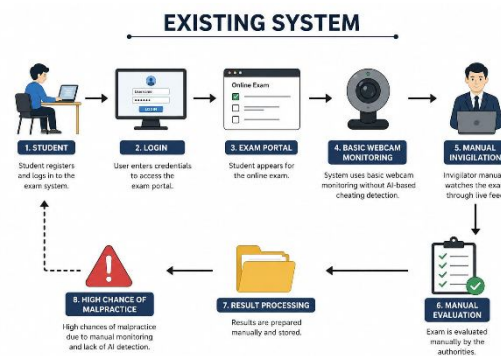 EXISTING SYSTEM
Online Exam
LOGIN
1. STUDENT
2. LOGIN
3. EXAM PORTAL
4. BASIC WEBCAM
MONITORING
5. MANUAL
INVIGILATION
Student registers
and logs in to the
exam system.
User enters credentials
to access the
exam portal.
Student appears for
the online exam.
System uses basic webcam
monitoring without AI-based
cheating detection.
Invigilator manua
watches the exa
through live feed
8. HIGH CHANCE OF
MALPRACTICE
7. RESULT PROCESSING
6. MANUAL
EVALUATION
High chances of malpractice
due to manual monitoring
and lack of AI detection.
Results are prepared
manually and stored.
Exam is evaluated
manually by the
authorities.